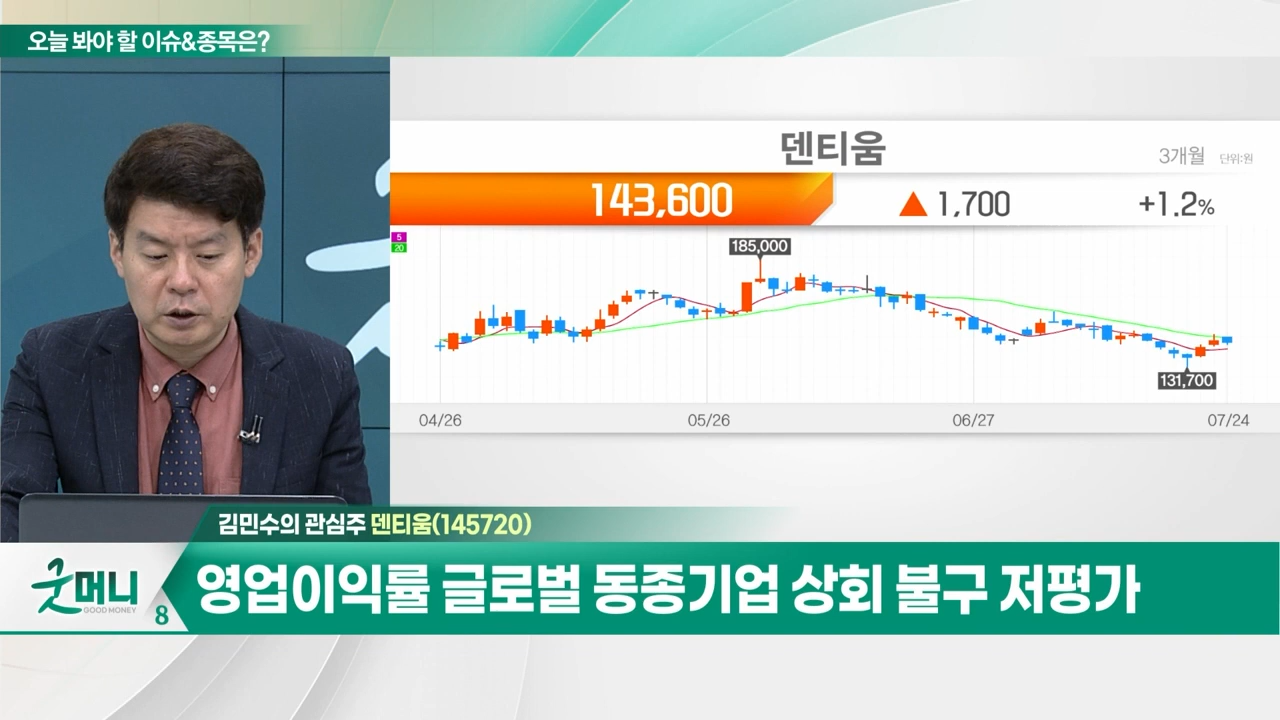 오늘 봐야 할 이슈&종목은?
덴티움
3개월 단위:원
143,600 ▲ 1,700 +1.2%
5
20
185,000
131,700
04/26 05/26 06/27 07/24
김민수의 관심주 덴티움(145720)
굿머니
GOOD MONEY
8
영업이익률 글로벌 동종기업 상회 불구 저평가